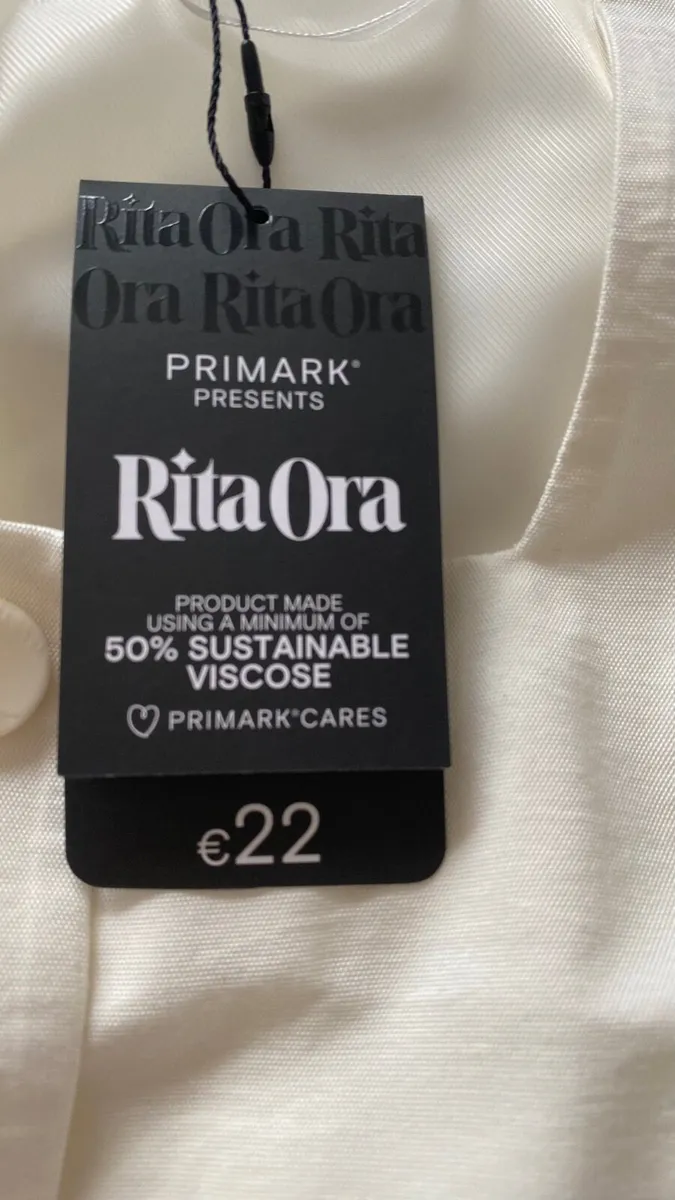 Rita Ora Rita
Ora Rita Ora
PRIMARK®
PRESENTS
Rita Ora
PRODUCT MADE
USING A MINIMUM OF
50% SUSTAINABLE
VISCOSE
PRIMARK®CARES
€22